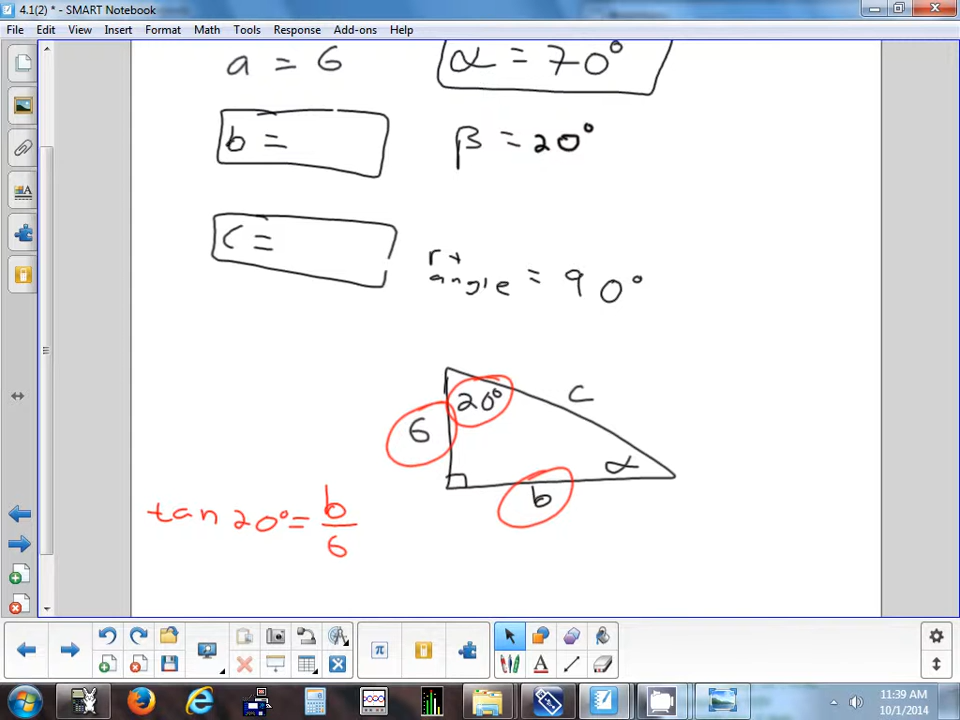 4.1(2) * - SMART Notebook
File Edit View Insert Format Math Tools Response Add-ons Help
a = 6
α = 70°
b =
β = 20°
c =
rt
angle = 90°
20°
c
6
α
b
tan 20° = b/6
π
A
11:39 AM
10/1/2014